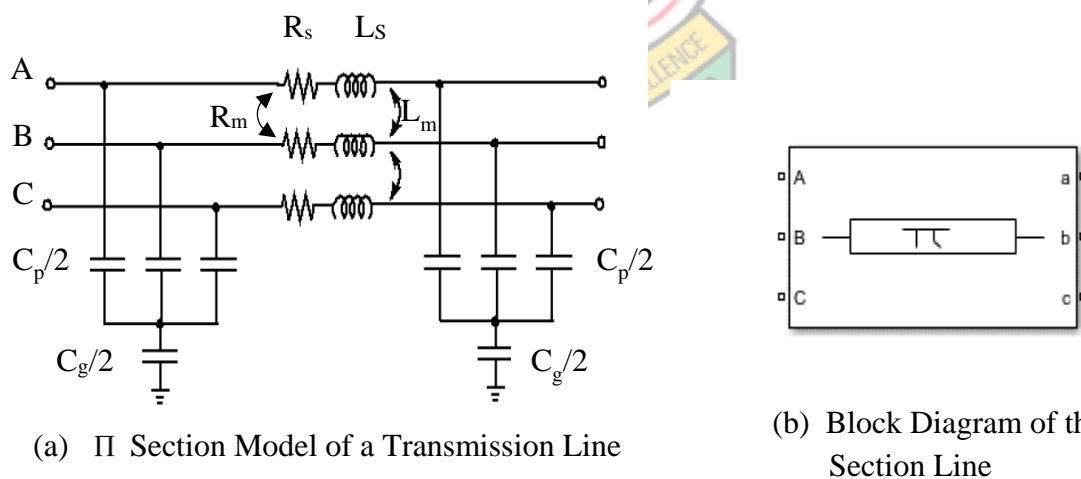 Rs LS
A
Rm Lm
B
C
Cp/2 Cp/2
Cg/2 Cg/2
(a) Π Section Model of a Transmission Line
A a
B b
C c
(b) Block Diagram of
Section Line